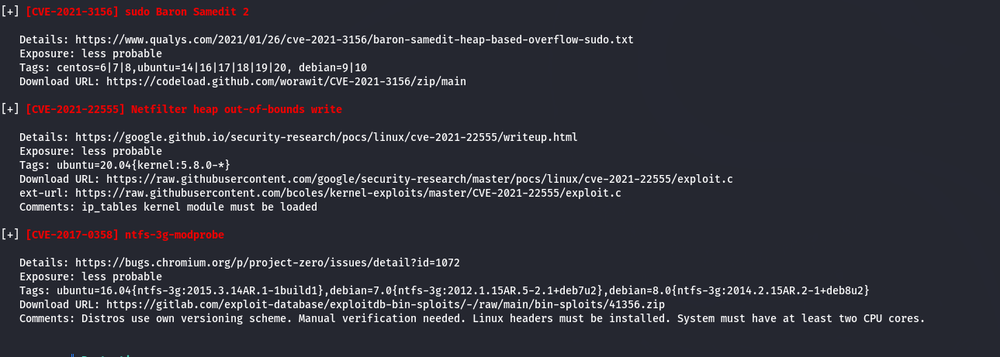 [+] [CVE-2021-3156] sudo Baron Samedit 2
Details: https://www.qualys.com/2021/01/26/cve-2021-3156/baron-samedit-heap-based-overflow-sudo.txt
Exposure: less probable
Tags: centos=6|7|8,ubuntu=14|16|17|18|19|20, debian=9|10
Download URL: https://codeload.github.com/worawit/CVE-2021-3156/zip/main
[+] [CVE-2021-22555] Netfilter heap out-of-bounds write
Details: https://google.github.io/security-research/pocs/linux/cve-2021-22555/writeup.html
Exposure: less probable
Tags: ubuntu=20.04{kernel:5.8.0-*}
Download URL: https://raw.githubusercontent.com/google/security-research/master/pocs/linux/cve-2021-22555/exploit.c
ext-url: https://raw.githubusercontent.com/bcoles/kernel-exploits/master/CVE-2021-22555/exploit.c
Comments: ip_tables kernel module must be loaded
[+] [CVE-2017-0358] ntfs-3g-modprobe
Details: https://bugs.chromium.org/p/project-zero/issues/detail?id=1072
Exposure: less probable
Tags: ubuntu=16.04{ntfs-3g:2015.3.14AR.1-1build1},debian=7.0{ntfs-3g:2012.1.15AR.5-2.1+deb7u2},debian=8.0{ntfs-3g:2014.2.15AR.2-1+deb8u2}
Download URL: https://gitlab.com/exploit-database/exploitdb-bin-sploits/-/raw/main/bin-sploits/41356.zip
Comments: Distros use own versioning scheme. Manual verification needed. Linux headers must be installed. System must have at least two CPU cores.